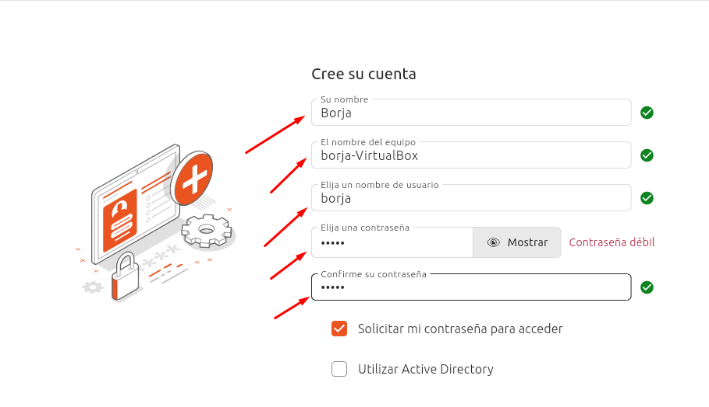 Cree su cuenta
Su nombre
Borja
El nombre del equipo
borja-VirtualBox
Elija un nombre de usuario
borja
Elija una contraseña
••••• Mostrar Contraseña débil
Confirme su contraseña
•••••
Solicitar mi contraseña para acceder
Utilizar Active Directory